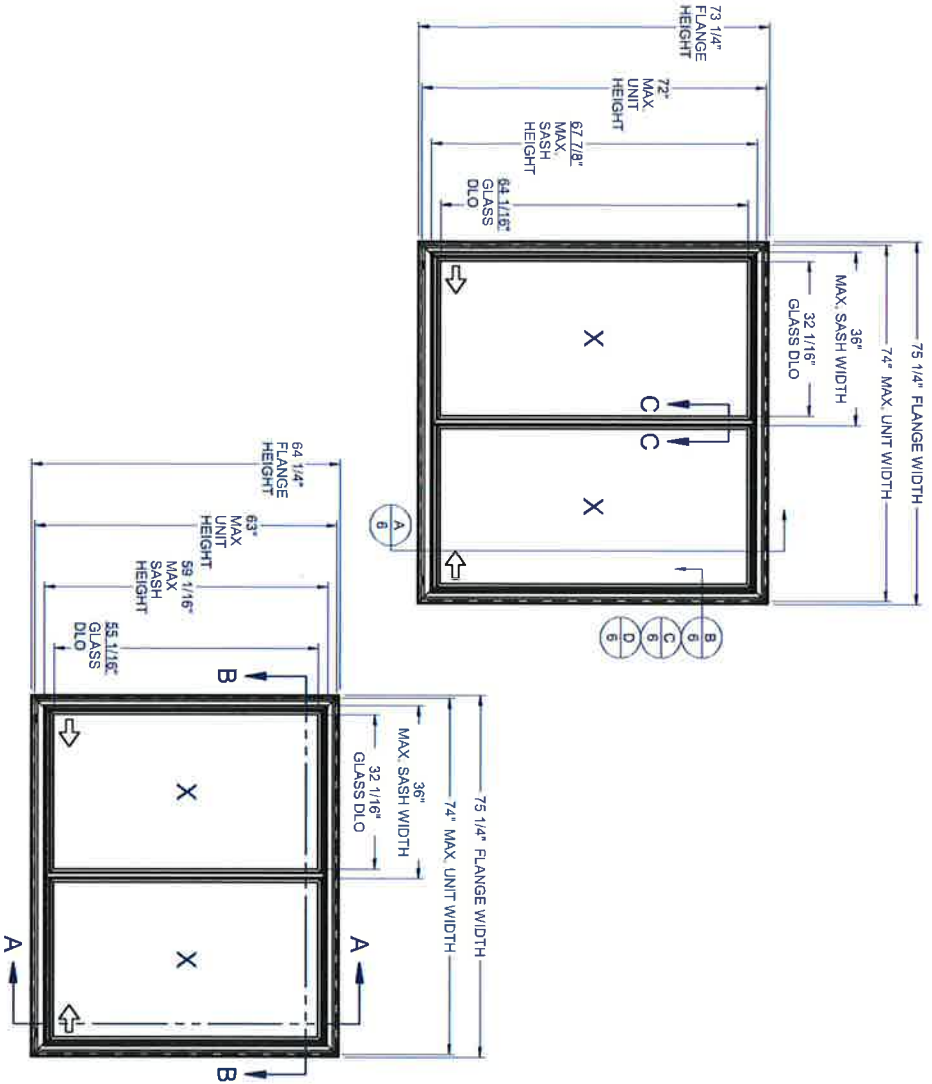 75 1/4" FLANGE WIDTH
74" MAX. UNIT WIDTH
36"
MAX. SASH WIDTH
32 1/16"
GLASS DLO
73 1/4"
FLANGE
HEIGHT
72"
MAX.
UNIT
HEIGHT
67 7/8"
MAX.
SASH
HEIGHT
64 1/16"
GLASS
DLO
X
X
C
C
A
6
B
6
C
6
D
6
75 1/4" FLANGE WIDTH
74" MAX. UNIT WIDTH
36"
MAX. SASH WIDTH
32 1/16"
GLASS DLO
64 1/4"
FLANGE
HEIGHT
63"
MAX
UNIT
HEIGHT
59 1/16"
MAX
SASH
HEIGHT
55 1/16"
GLASS
DLO
B
B
X
X
A
A